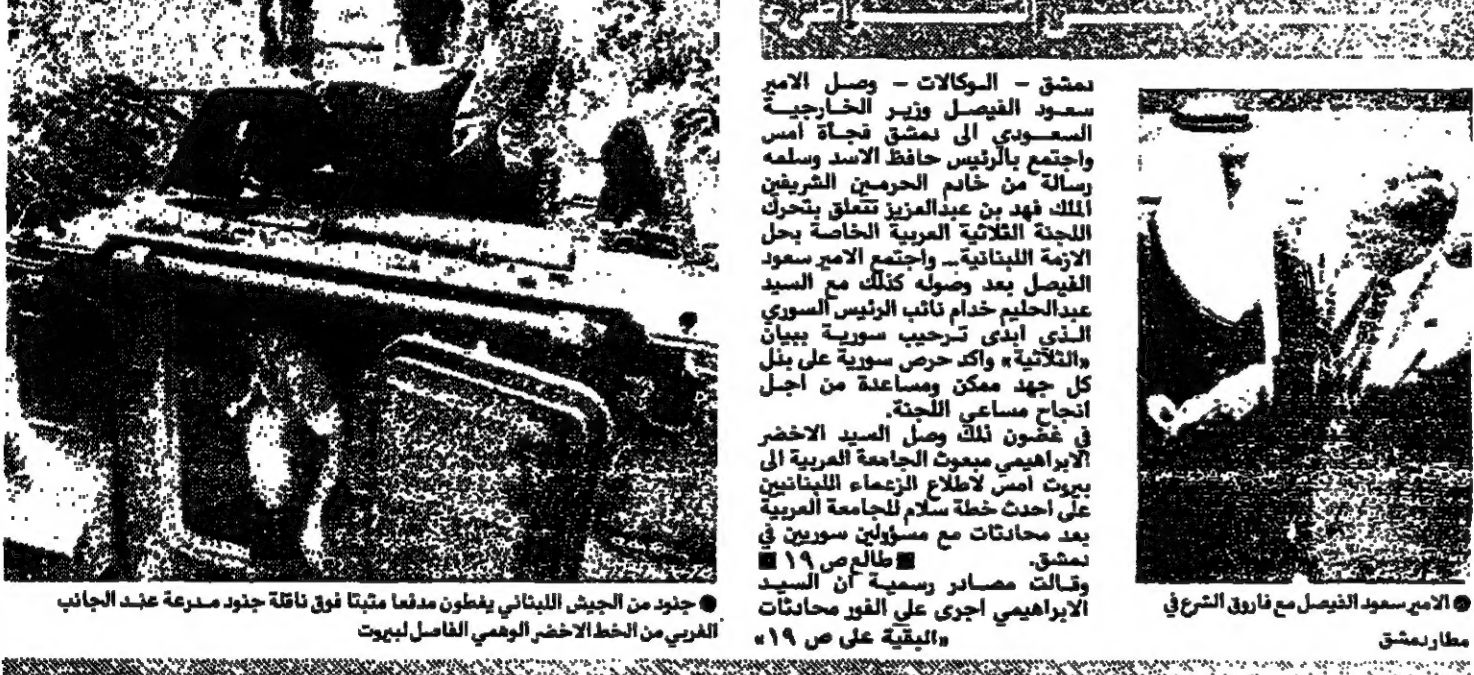 دمشق – الوكالات – وصل الامير
سعود الفيصل وزير الخارجية
السعودي الى دمشق فجأة امس
واجتمع بالرئيس حافظ الاسد وسلمه
رسالة من خادم الحرمين الشريفين
الملك فهد بن عبدالعزيز تتعلق بتحرك
اللجنة الثلاثية العربية الخاصة بحل
الازمة اللبنانية.. واجتمع الامير سعود
الفيصل بعد وصوله كذلك مع السيد
عبدالحليم خدام نائب الرئيس السوري
الذي ابدى ترحيب سورية ببيان
«الثلاثية» واكد حرص سورية على بذل
كل جهد ممكن ومساعدة من اجل
انجاح مساعي اللجنة.
في غضون ذلك وصل السيد الاخضر
الابراهيمي مبعوث الجامعة العربية الى
بيروت امس لاطلاع الزعماء اللبنانيين
على احدث خطة سلام للجامعة العربية
بعد محادثات مع مسؤولين سوريين في
دمشق. ■ طالع ص ١٩ ■
وقالت مصادر رسمية ان السيد
الابراهيمي اجرى على الفور محادثات
«البقية على ص ١٩»
● الامير سعود الفيصل مع فاروق الشرع في
مطار دمشق
● جنود من الجيش اللبناني يغطون مدفعا مثبتا فوق ناقلة جنود مدرعة عند الجانب
الغربي من الخط الاخضر الوهمي الفاصل لبيروت